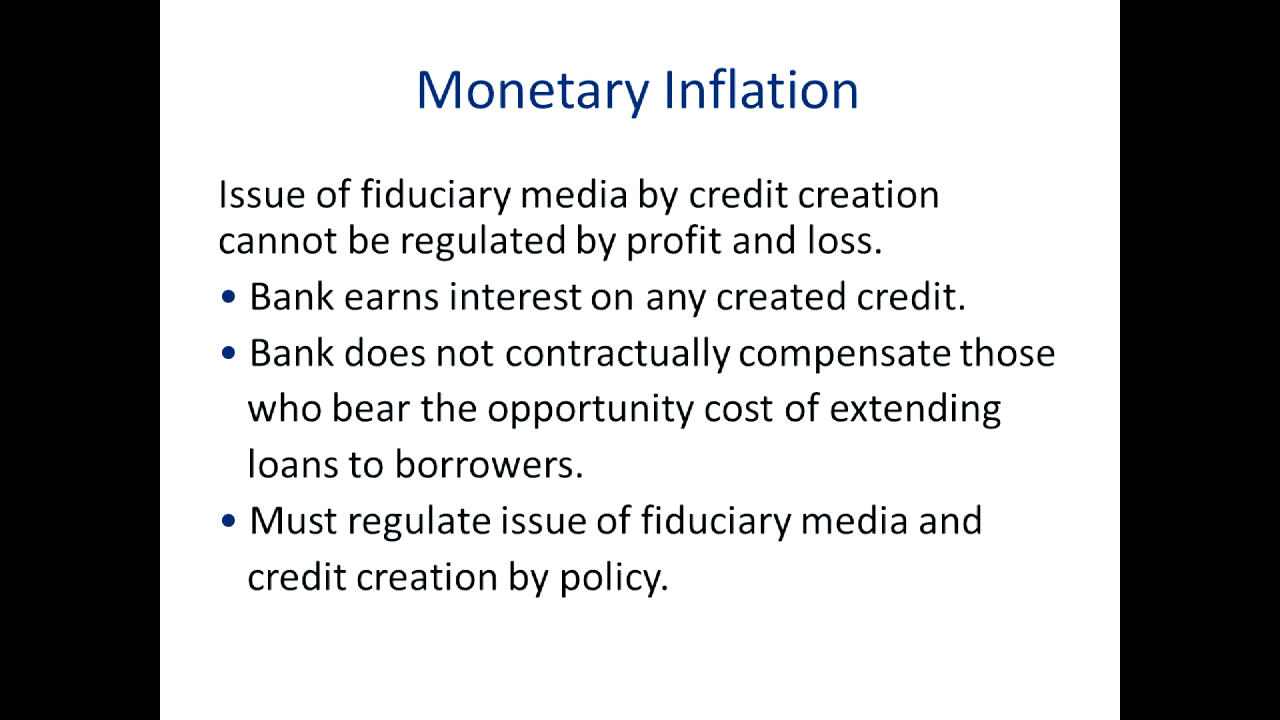 Monetary Inflation
Issue of fiduciary media by credit creation
cannot be regulated by profit and loss.
• Bank earns interest on any created credit.
• Bank does not contractually compensate those
who bear the opportunity cost of extending
loans to borrowers.
• Must regulate issue of fiduciary media and
credit creation by policy.